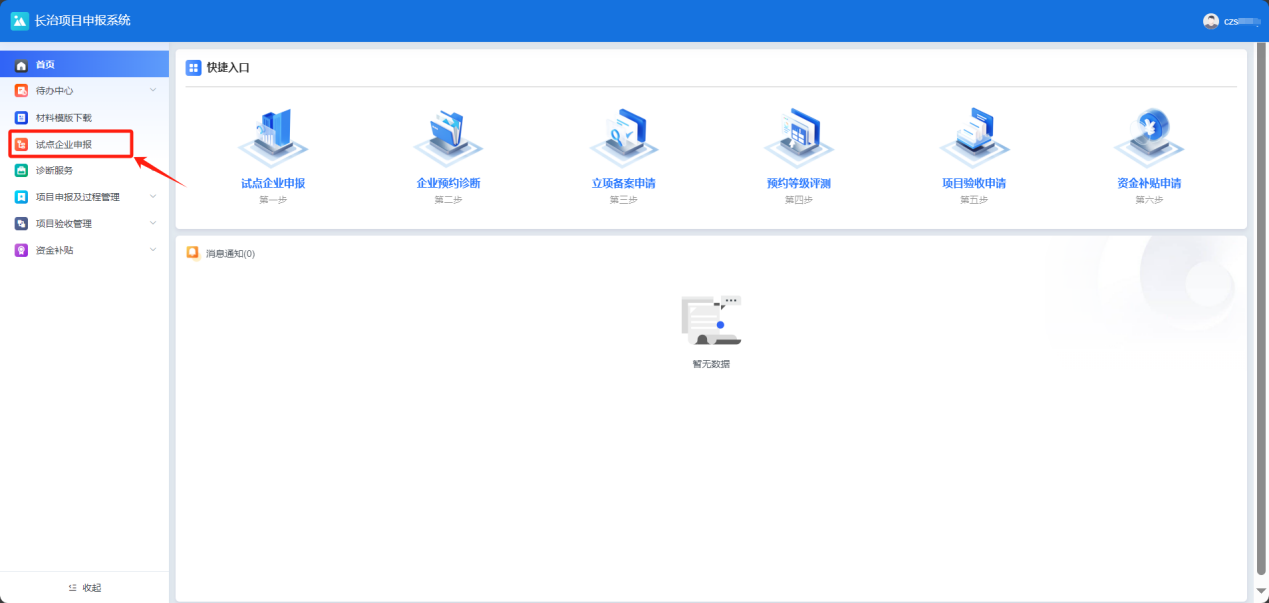 长治项目申报系统
czs
首页
待办中心
材料模版下载
试点企业申报
诊断服务
项目申报及过程管理
项目验收管理
资金补贴
收起
快捷入口
试点企业申报
第一步
企业预约诊断
第二步
立项备案申请
第三步
预约等级评测
第四步
项目验收申请
第五步
资金补贴申请
第六步
消息通知(0)
暂无数据